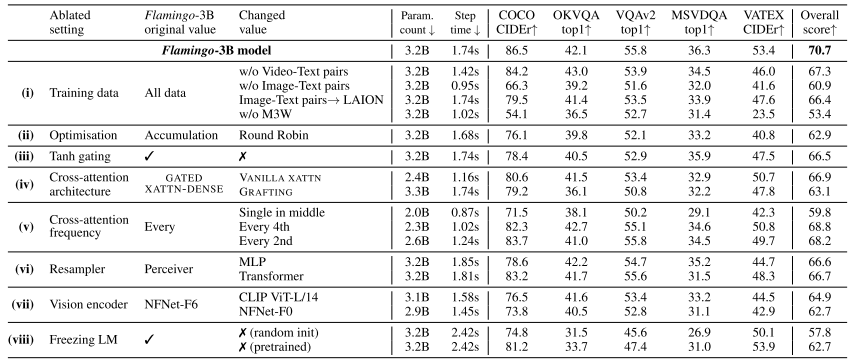 Ablated setting Flamingo-3B original value Changed value Param. count ↓ Step time ↓ COCO CIDEr↑ OKVQA top1↑ VQAv2 top1↑ MSVDQA top1↑ VATEX CIDEr↑ Overall score↑
Flamingo-3B model 3.2B 1.74s 86.5 42.1 55.8 36.3 53.4 70.7
(i) Training data All data w/o Video-Text pairs 3.2B 1.42s 84.2 43.0 53.9 34.5 46.0 67.3
w/o Image-Text pairs 3.2B 0.95s 66.3 39.2 51.6 32.0 41.6 60.9
Image-Text pairs→ LAION 3.2B 1.74s 79.5 41.4 53.5 33.9 47.6 66.4
w/o M3W 3.2B 1.02s 54.1 36.5 52.7 31.4 23.5 53.4
(ii) Optimisation Accumulation Round Robin 3.2B 1.68s 76.1 39.8 52.1 33.2 40.8 62.9
(iii) Tanh gating ✓ ✗ 3.2B 1.74s 78.4 40.5 52.9 35.9 47.5 66.5
(iv) Cross-attention architecture GATED XATTN-DENSE VANILLA XATTN 2.4B 1.16s 80.6 41.5 53.4 32.9 50.7 66.9
GRAFTING 3.3B 1.74s 79.2 36.1 50.8 32.2 47.8 63.1
(v) Cross-attention frequency Every Single in middle 2.0B 0.87s 71.5 38.1 50.2 29.1 42.3 59.8
Every 4th 2.3B 1.02s 82.3 42.7 55.1 34.6 50.8 68.8
Every 2nd 2.6B 1.24s 83.7 41.0 55.8 34.5 49.7 68.2
(vi) Resampler Perceiver MLP 3.2B 1.85s 78.6 42.2 54.7 35.2 44.7 66.6
Transformer 3.2B 1.81s 83.2 41.7 55.6 31.5 48.3 66.7
(vii) Vision encoder NFNet-F6 CLIP ViT-L/14 3.1B 1.58s 76.5 41.6 53.4 33.2 44.5 64.9
NFNet-F0 2.9B 1.45s 73.8 40.5 52.8 31.1 42.9 62.7
(viii) Freezing LM ✓ ✗ (random init) 3.2B 2.42s 74.8 31.5 45.6 26.9 50.1 57.8
✗ (pretrained) 3.2B 2.42s 81.2 33.7 47.4 31.0 53.9 62.7